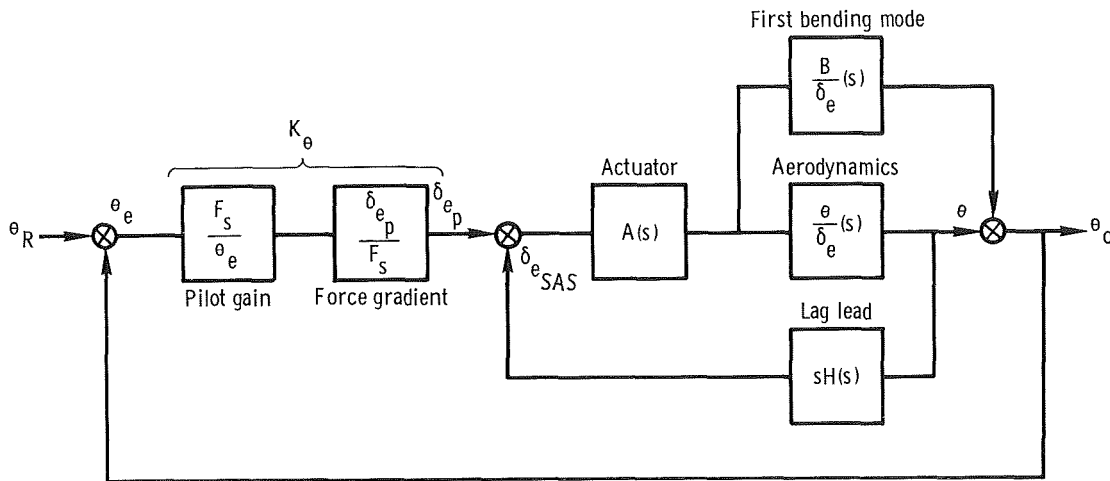 First bending mode
B
δe
(s)
Kθ
Actuator
Aerodynamics
θR
θe
Fs
θe
δep
Fs
δep
A(s)
θ
δe
(s)
θ
θo
δeSAS
Pilot gain
Force gradient
Lag lead
sH(s)